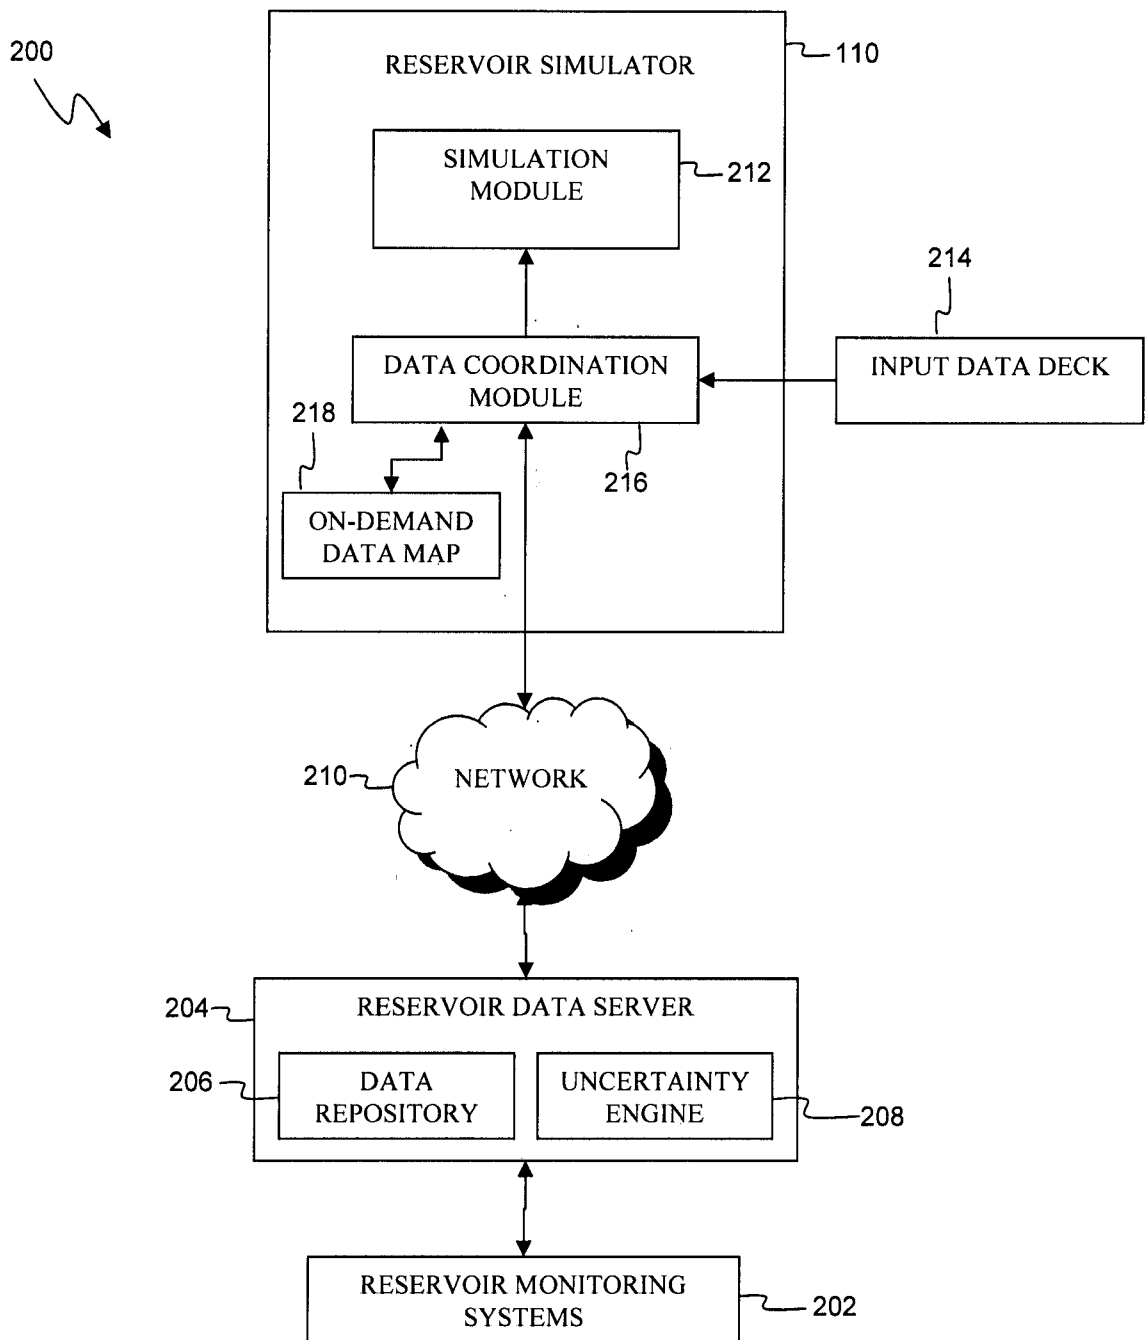 200
110
RESERVOIR SIMULATOR
SIMULATION
MODULE
212
214
DATA COORDINATION
MODULE
INPUT DATA DECK
218
216
ON-DEMAND
DATA MAP
210
NETWORK
204
RESERVOIR DATA SERVER
206
DATA
REPOSITORY
UNCERTAINTY
ENGINE
208
RESERVOIR MONITORING
SYSTEMS
202